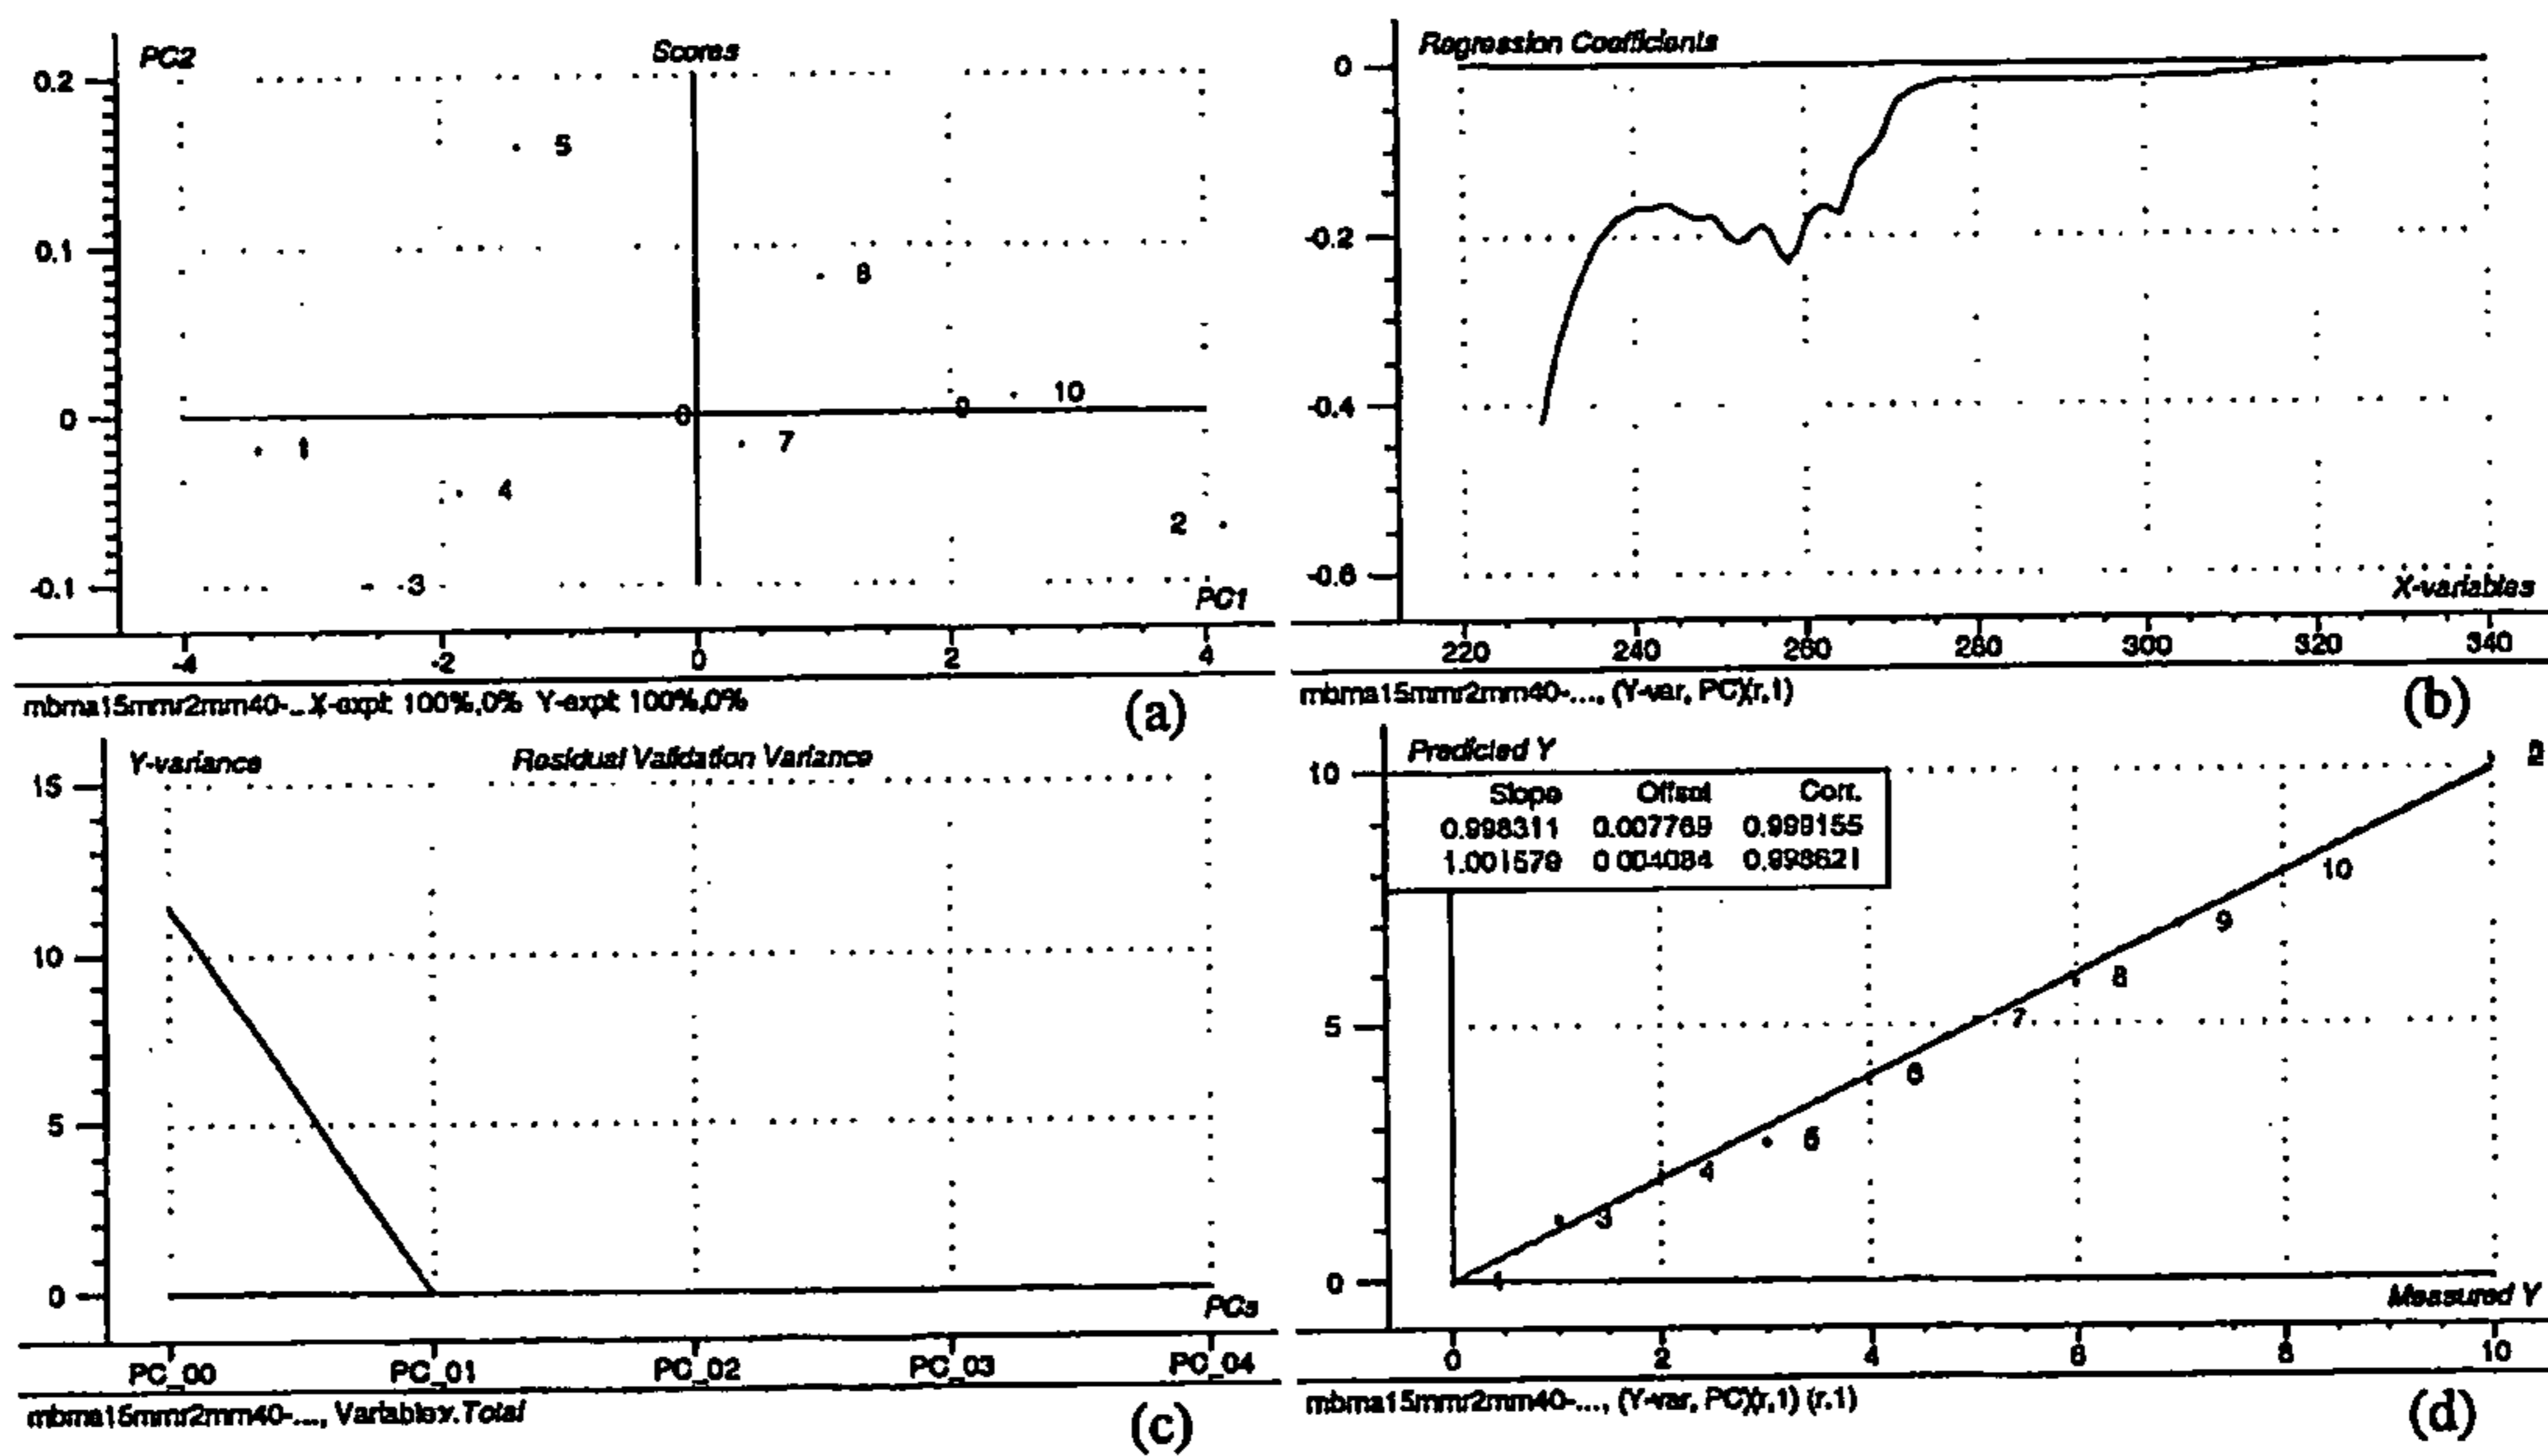 PC2 Scores
0.2
0.1
0
-0.1
5
8
10
9
6
7
1
4
2
3
PC1
-4 -2 0 2 4
mbma15mmr2mm40-... X-expl: 100%,0% Y-expl: 100%,0%
(a)
Regression Coefficients
0
-0.2
-0.4
-0.6
X-variables
220 240 260 280 300 320 340
mbma15mmr2mm40-..., (Y-var, PC)(r,1)
(b)
Y-variance Residual Validation Variance
15
10
5
0
PCs
PC_00 PC_01 PC_02 PC_03 PC_04
mbma15mmr2mm40-..., Variable v.Total
(c)
Predicted Y
10
5
0
Slope Offset Corr.
0.998311 0.007769 0.999155
1.001579 0.004084 0.998621
2
10
9
8
7
6
5
4
3
1
Measured Y
0 2 4 6 8 10
mbma15mmr2mm40-..., (Y-var, PC)(r,1) (r,1)
(d)